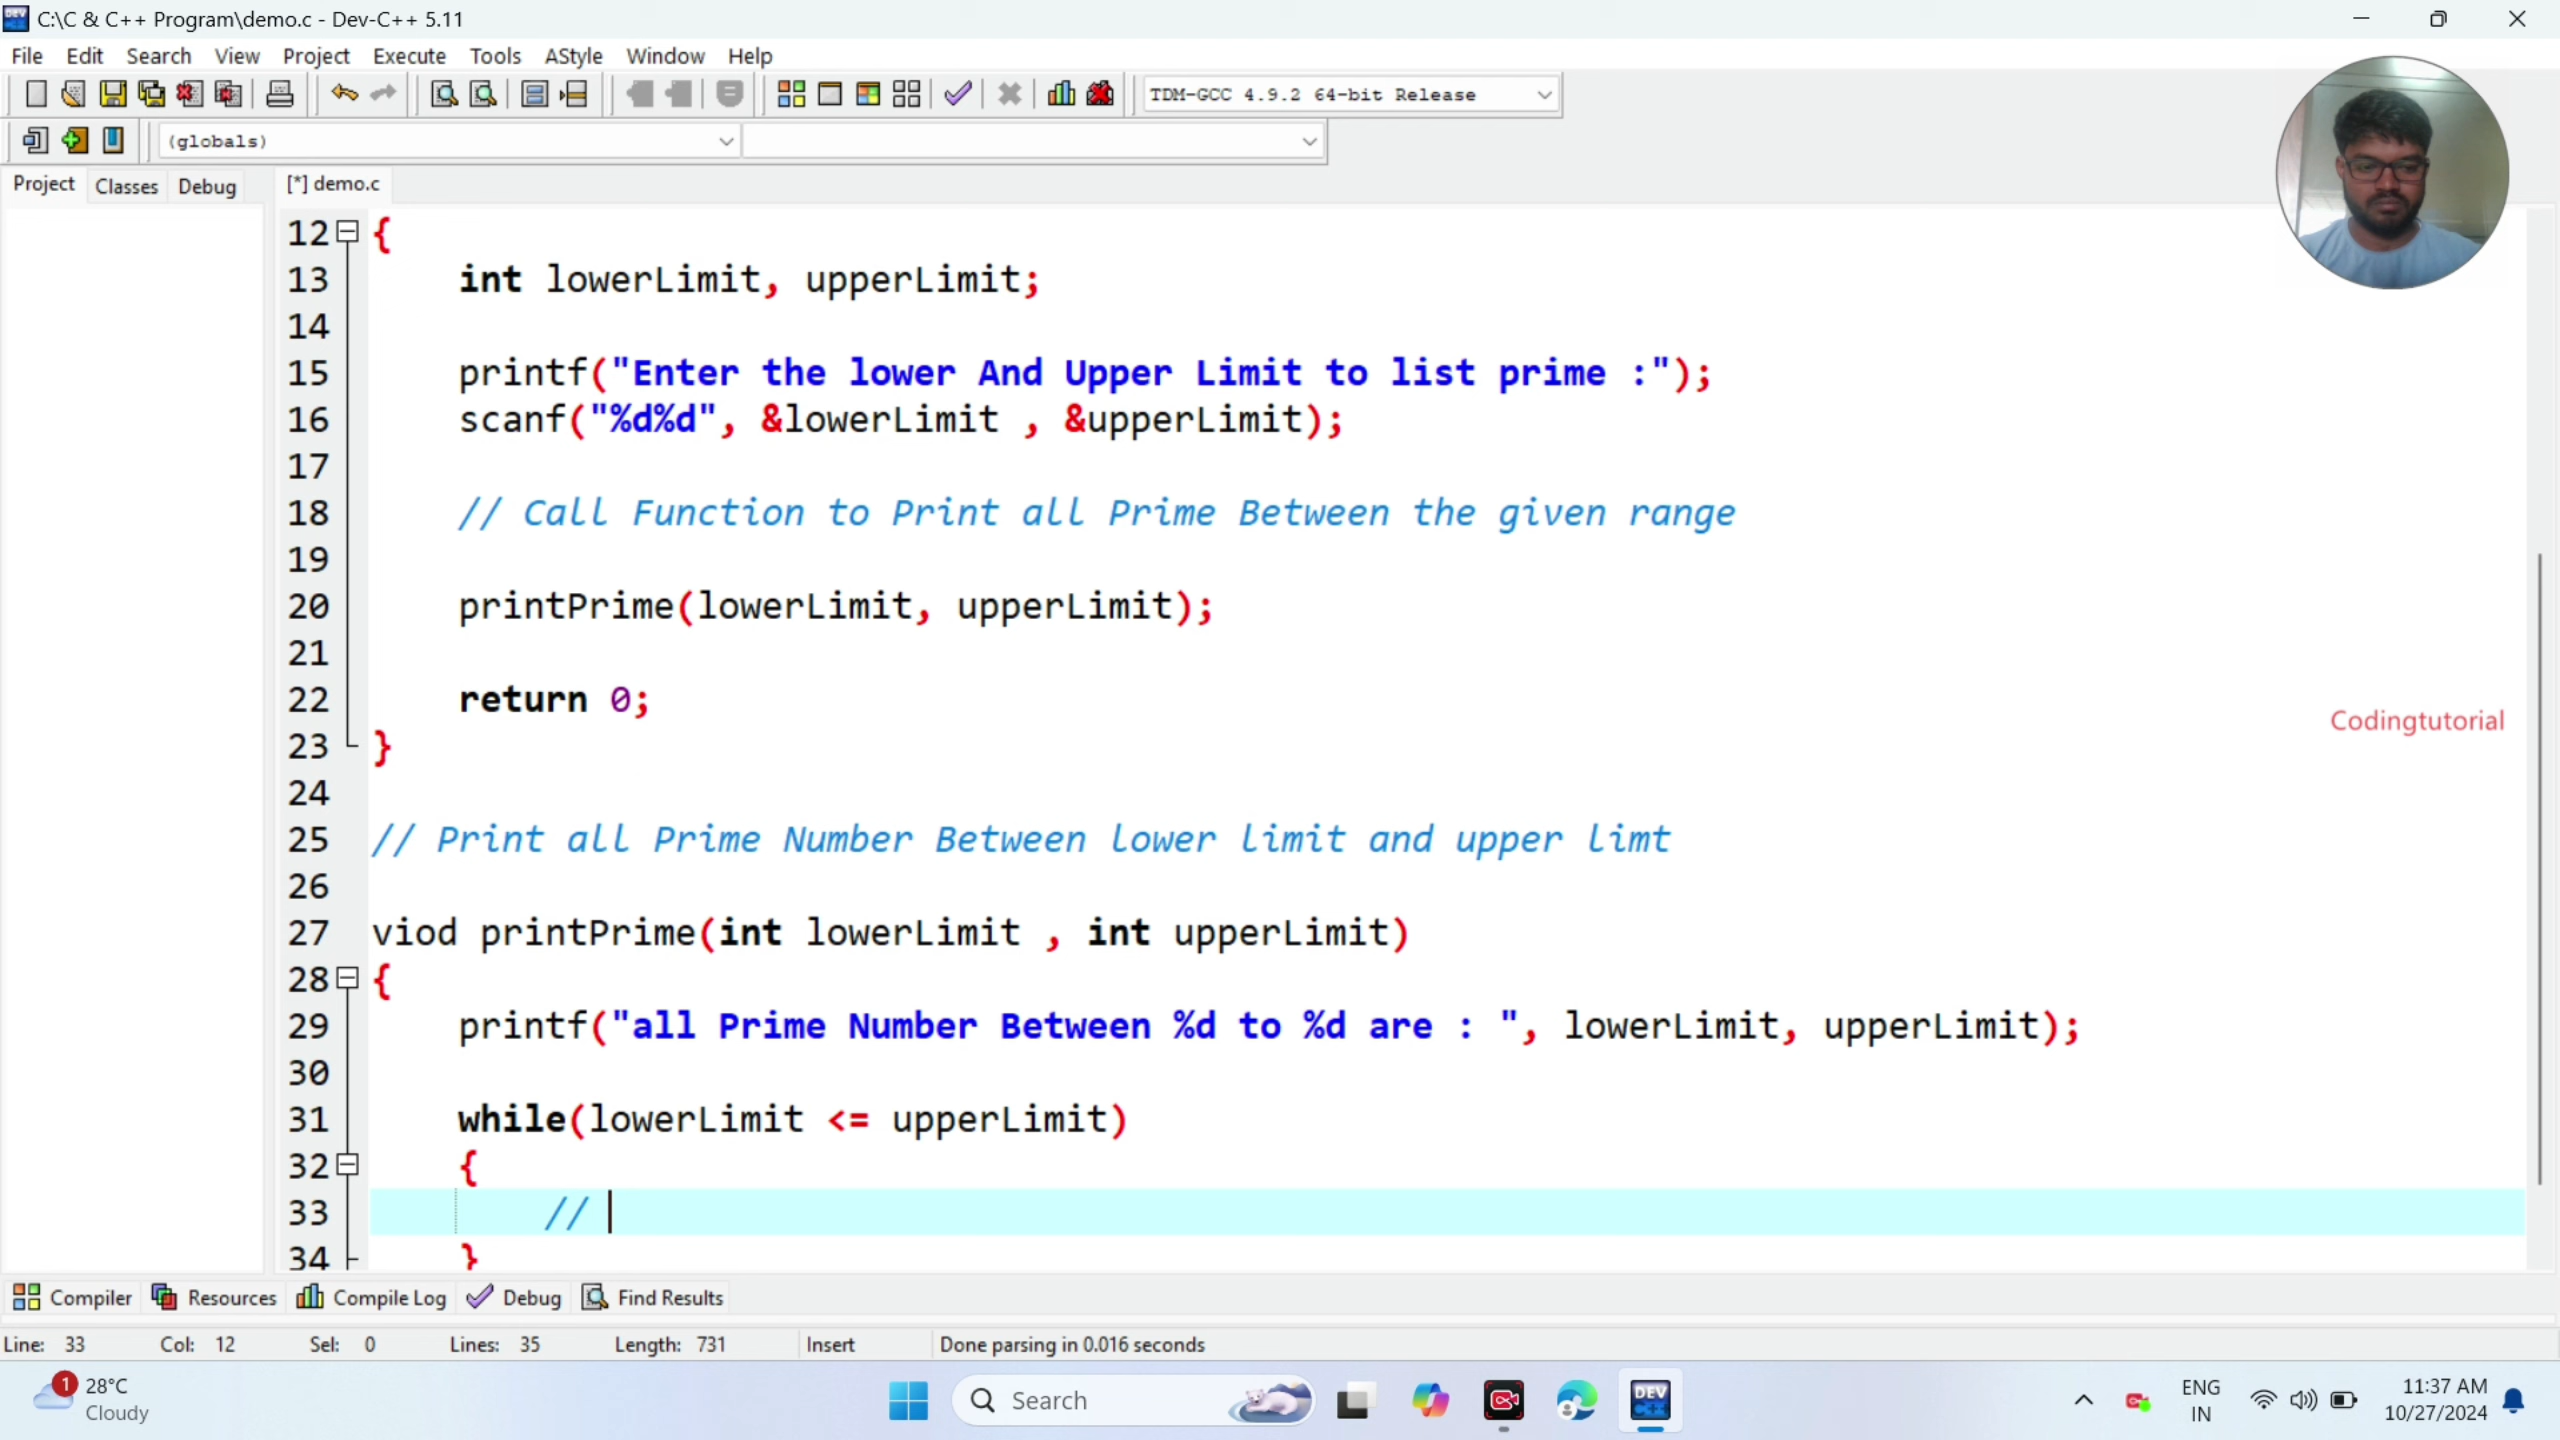 C:\C & C++ Program\demo.c - Dev-C++ 5.11
File Edit Search View Project Execute Tools AStyle Window Help
TDM-GCC 4.9.2 64-bit Release
(globals)
Project Classes Debug [*] demo.c
12 {
13 int lowerLimit, upperLimit;
14
15 printf("Enter the lower And Upper Limit to list prime :");
16 scanf("%d%d", &lowerLimit , &upperLimit);
17
18 // Call Function to Print all Prime Between the given range
19
20 printPrime(lowerLimit, upperLimit);
21
22 return 0;
Codingtutorial
23 }
24
25 // Print all Prime Number Between lower limit and upper limt
26
27 viod printPrime(int lowerLimit , int upperLimit)
28 {
29 printf("all Prime Number Between %d to %d are : ", lowerLimit, upperLimit);
30
31 while(lowerLimit <= upperLimit)
32 {
33 //
34 }
Compiler Resources Compile Log Debug Find Results
Line: 33 Col: 12 Sel: 0 Lines: 35 Length: 731 Insert Done parsing in 0.016 seconds
1 28°C
Cloudy
Search
DEV C++
ENG
IN
11:37 AM
10/27/2024